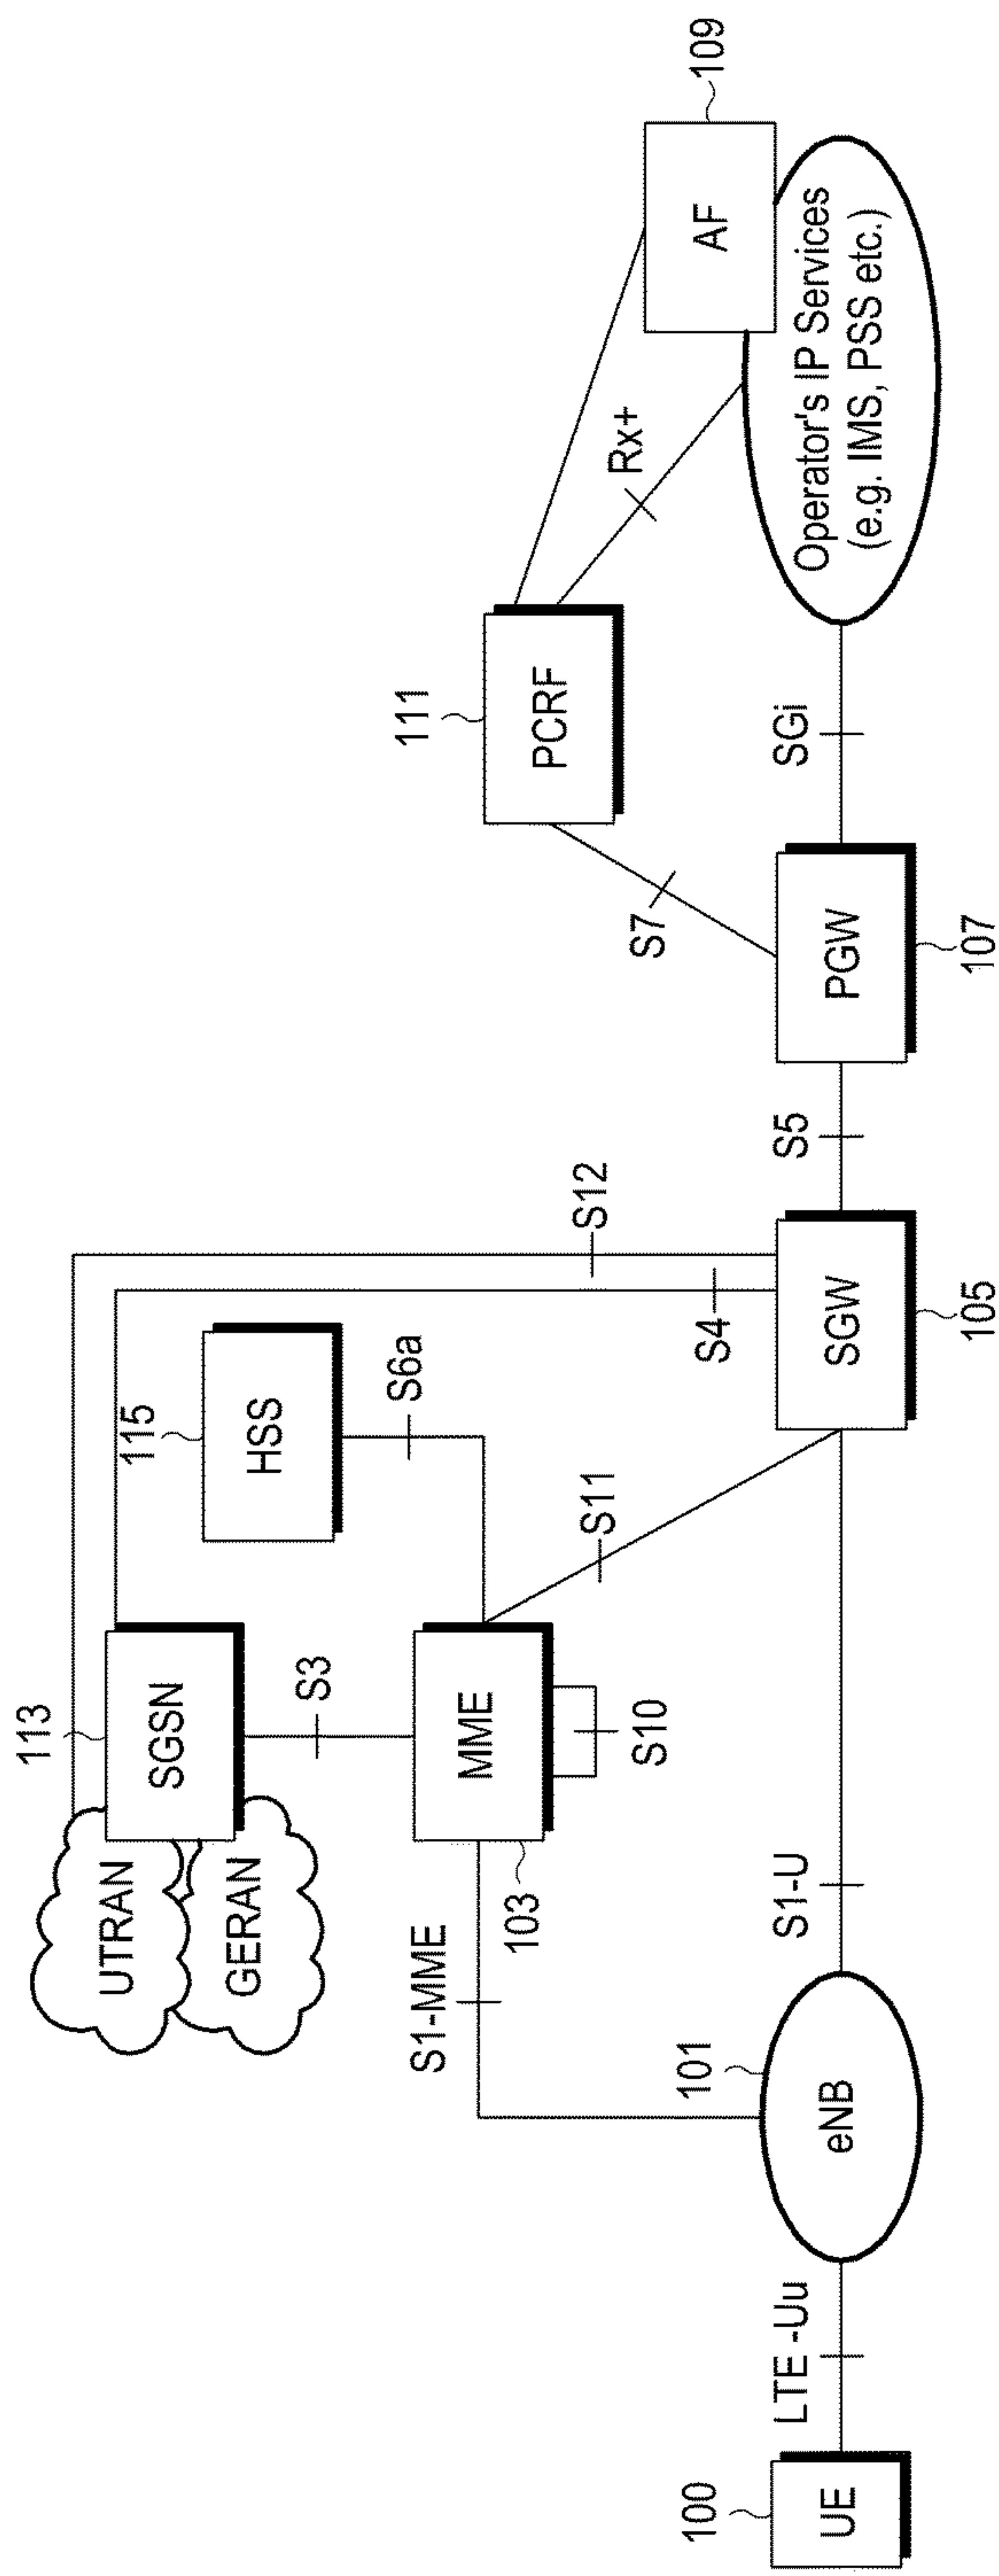 UTRAN
GERAN
113
SGSN
S3
115
HSS
S6a
S12
S4
S1-MME
103
MME
S10
S11
111
PCRF
S7
Rx+
109
AF
100
UE
LTE -Uu
101
eNB
S1-U
SGW
105
S5
PGW
107
SGi
Operator's IP Services
(e.g. IMS, PSS etc.)